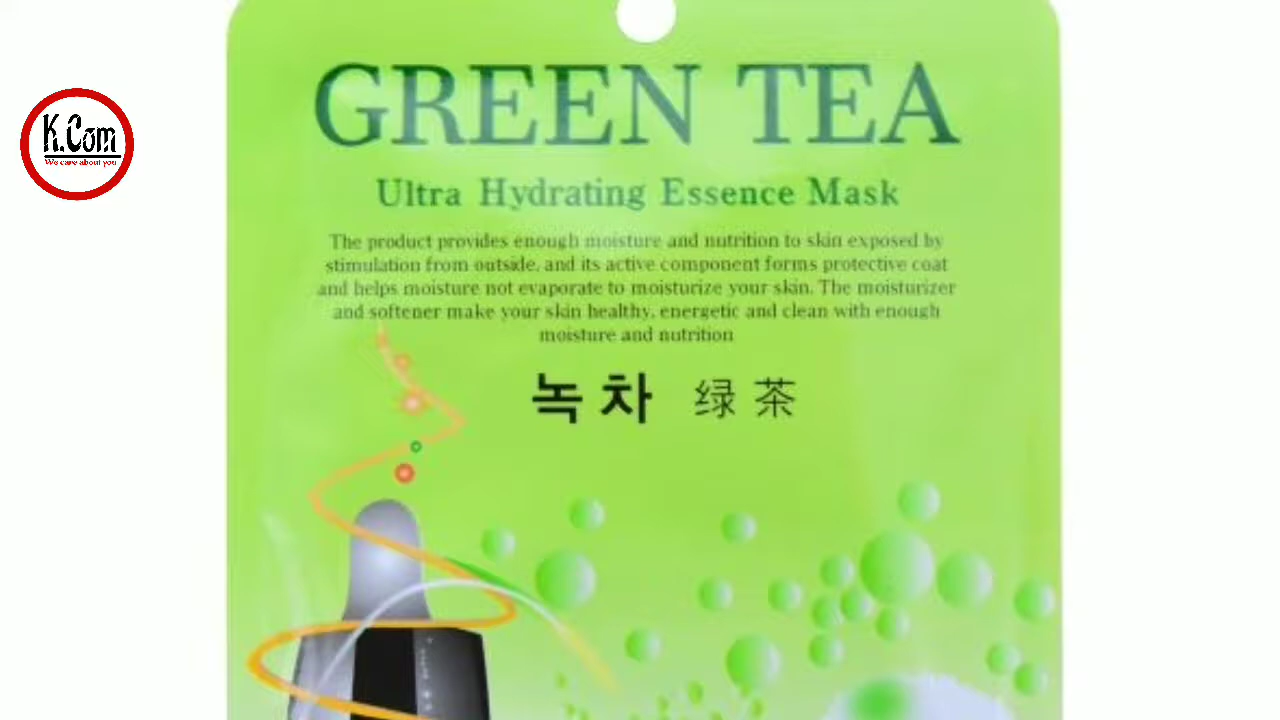 K.Com
We care about you
GREEN TEA
Ultra Hydrating Essence Mask
The product provides enough moisture and nutrition to skin exposed by
stimulation from outside, and its active component forms protective coat
and helps moisture not evaporate to moisturize your skin. The moisturizer
and softener make your skin healthy, energetic and clean with enough
moisture and nutrition
녹차 绿茶